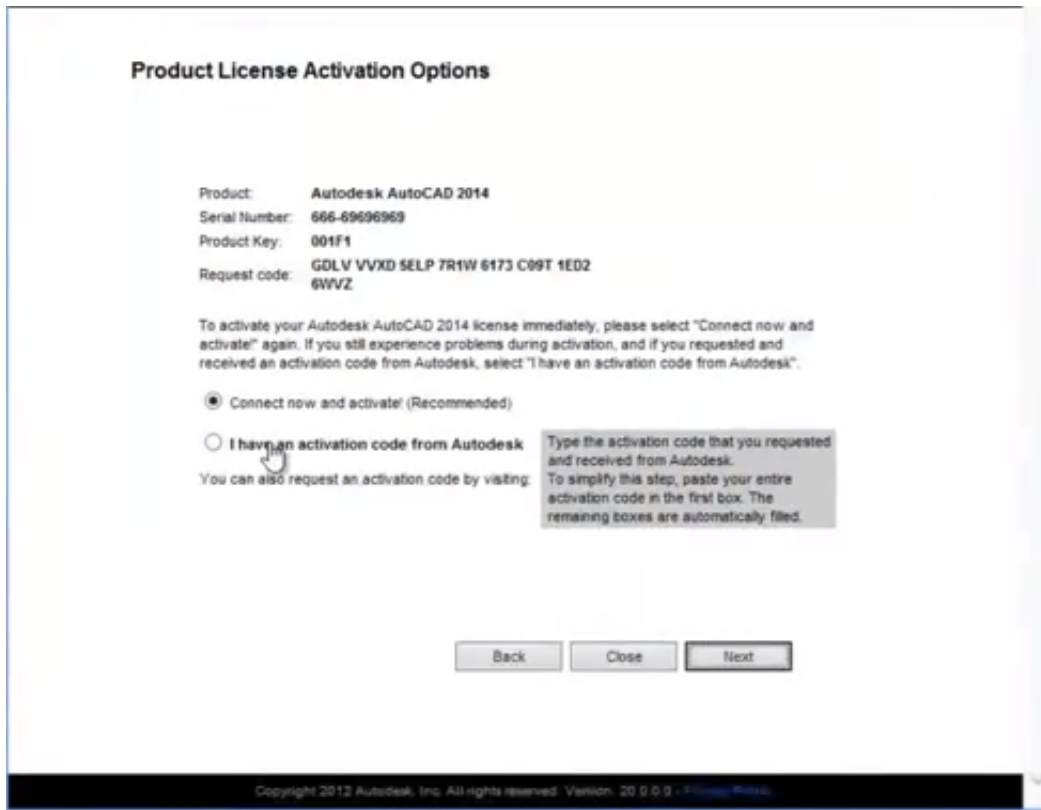 Product License Activation Options
Product: Autodesk AutoCAD 2014
Serial Number: 666-69696969
Product Key: 001F1
Request code: GDLV VVXD 5ELP 7R1W 6173 C09T 1ED2
6WVZ
To activate your Autodesk AutoCAD 2014 license immediately, please select "Connect now and
activate!" again. If you still experience problems during activation, and if you requested and
received an activation code from Autodesk, select "I have an activation code from Autodesk".
Connect now and activate! (Recommended)
I have an activation code from Autodesk
You can also request an activation code by visiting:
Type the activation code that you requested
and received from Autodesk.
To simplify this step, paste your entire
activation code in the first box. The
remaining boxes are automatically filled.
Back Close Next
Copyright 2012 Autodesk, Inc. All rights reserved. Version: 20.0.0.9 -